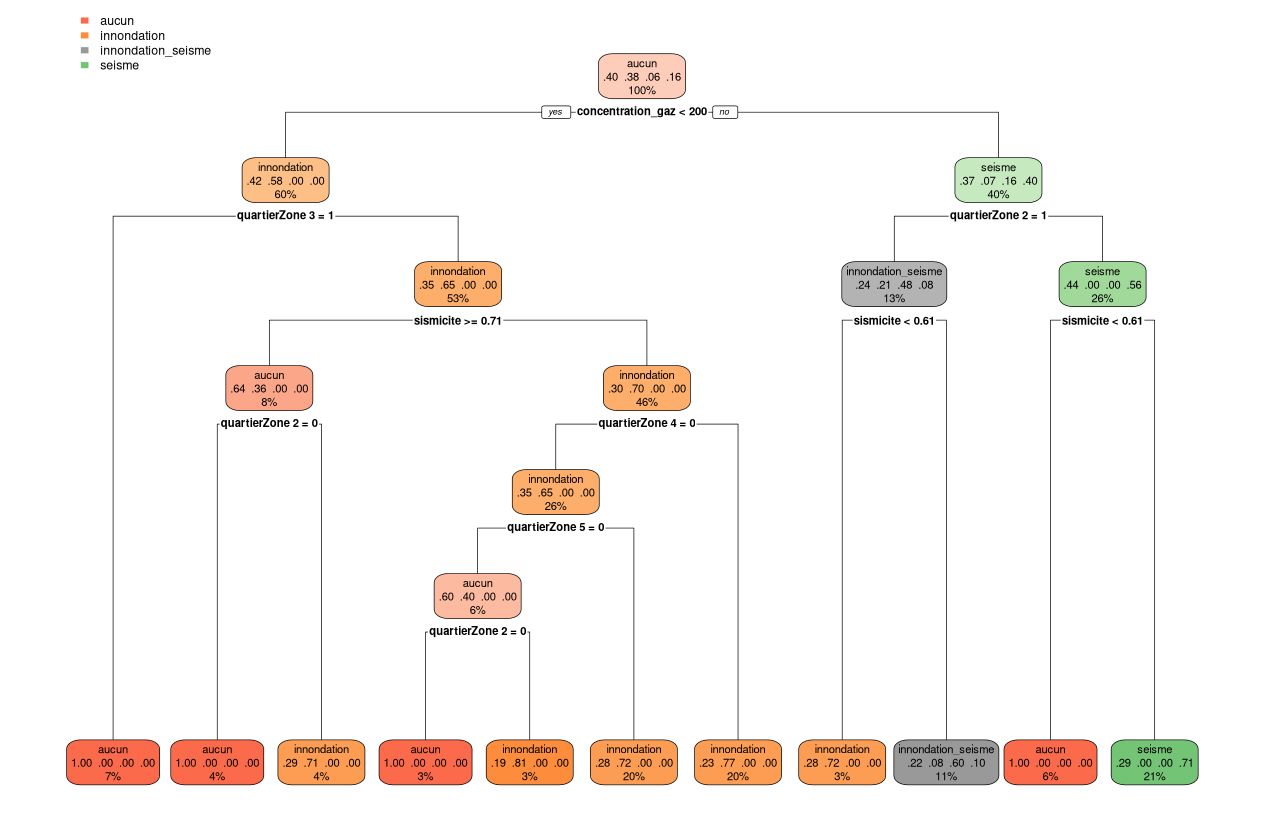 aucun
innondation
innondation_seisme
seisme
aucun
.40 .38 .06 .16
100%
yes concentration_gaz < 200 no
innondation
.42 .58 .00 .00
60%
seisme
.37 .07 .16 .40
40%
quartierZone 3 = 1
quartierZone 2 = 1
innondation
.35 .65 .00 .00
53%
innondation_seisme
.24 .21 .48 .08
13%
seisme
.44 .00 .00 .56
26%
sismicite >= 0.71
sismicite < 0.61
sismicite < 0.61
aucun
.64 .36 .00 .00
8%
innondation
.30 .70 .00 .00
46%
quartierZone 2 = 0
quartierZone 4 = 0
innondation
.35 .65 .00 .00
26%
quartierZone 5 = 0
aucun
.60 .40 .00 .00
6%
quartierZone 2 = 0
aucun
1.00 .00 .00 .00
7%
aucun
1.00 .00 .00 .00
4%
innondation
.29 .71 .00 .00
4%
aucun
1.00 .00 .00 .00
3%
innondation
.19 .81 .00 .00
3%
innondation
.28 .72 .00 .00
20%
innondation
.23 .77 .00 .00
20%
innondation
.28 .72 .00 .00
3%
innondation_seisme
.22 .08 .60 .10
11%
aucun
1.00 .00 .00 .00
6%
seisme
.29 .00 .00 .71
21%